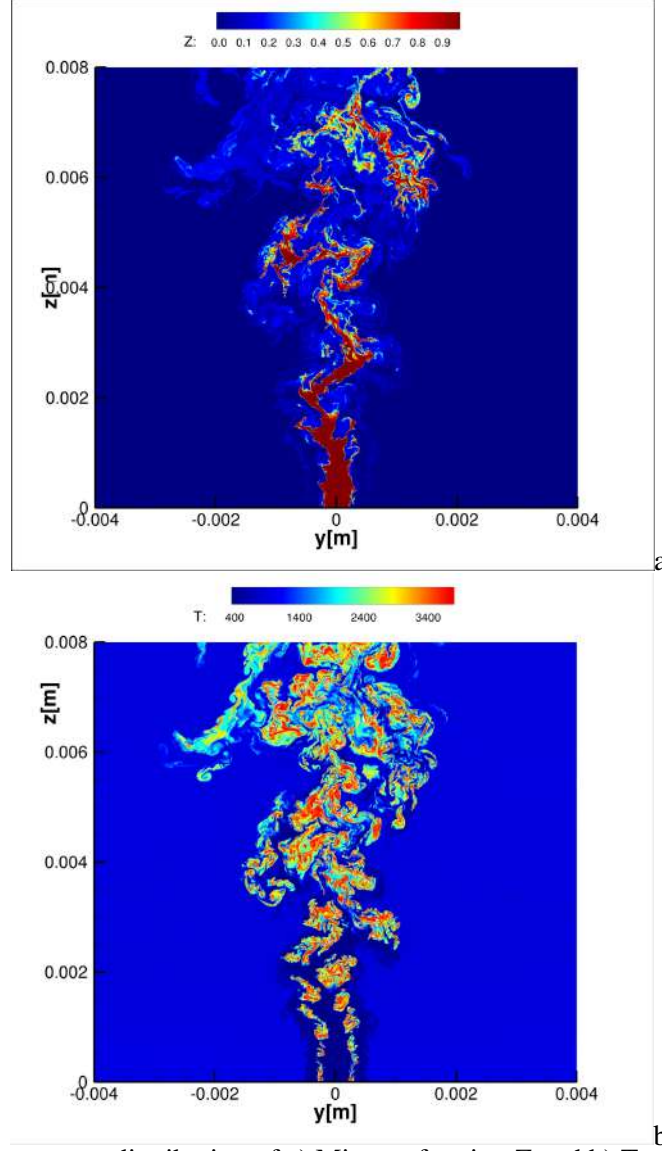 Z: 0.0 0.1 0.2 0.3 0.4 0.5 0.6 0.7 0.8 0.9
0.008
0.006
z[m]
0.004
0.002
0
-0.004 -0.002 0 0.002 0.004
y[m]
a
T: 400 1400 2400 3400
0.008
z[m]
0.006
0.004
0.002
0
-0.004 -0.002 0 0.002 0.004
y[m]
b
distribution of a) Mixture fraction Z and b) T